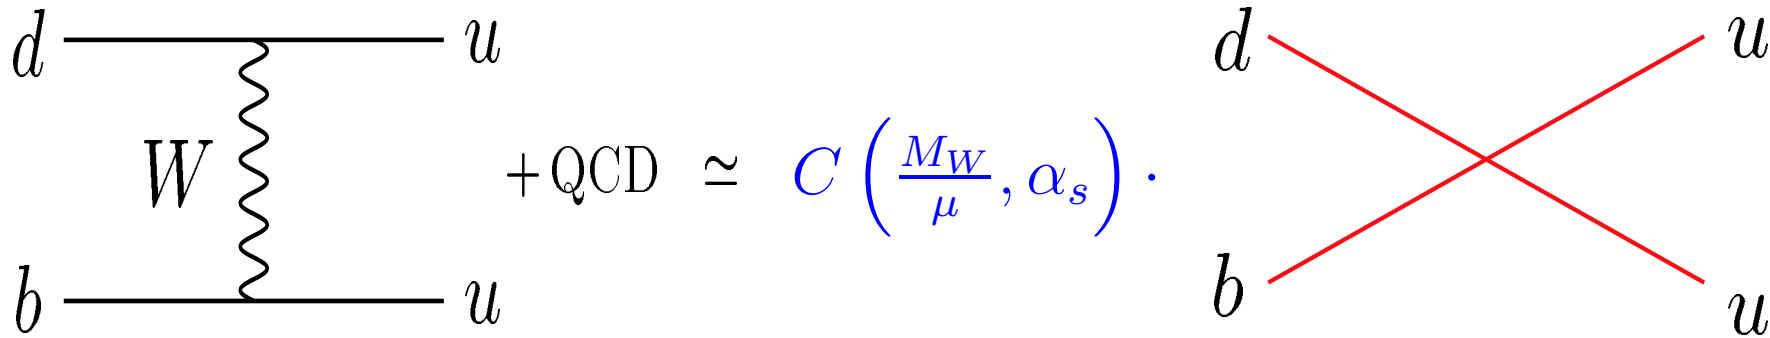 d u d u
W +QCD ≃ C(M_W/μ, α_s) ·
b u b u